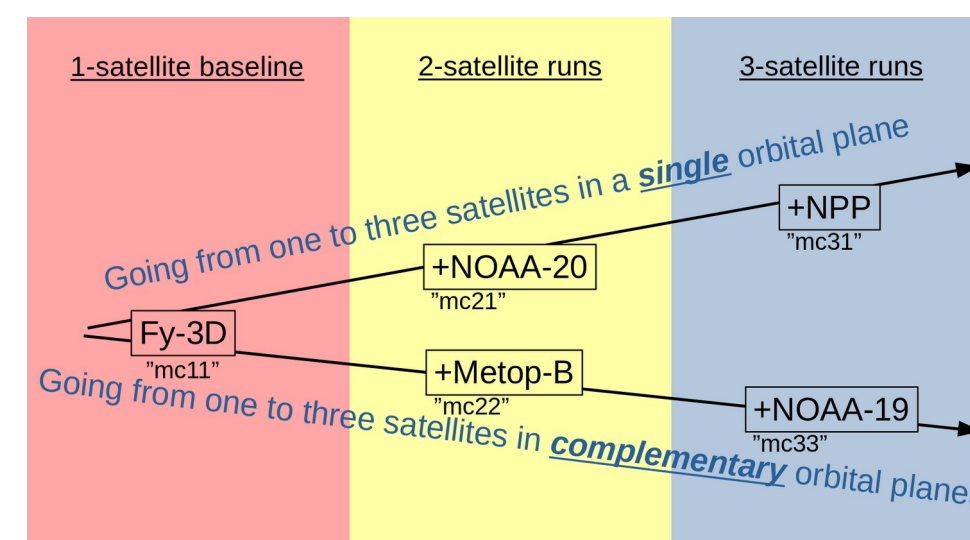 1-satellite baseline
2-satellite runs
3-satellite runs
Going from one to three satellites in a single orbital plane
+NPP
”mc31”
+NOAA-20
”mc21”
Fy-3D
”mc11”
+Metop-B
”mc22”
+NOAA-19
”mc33”
Going from one to three satellites in complementary orbital plane